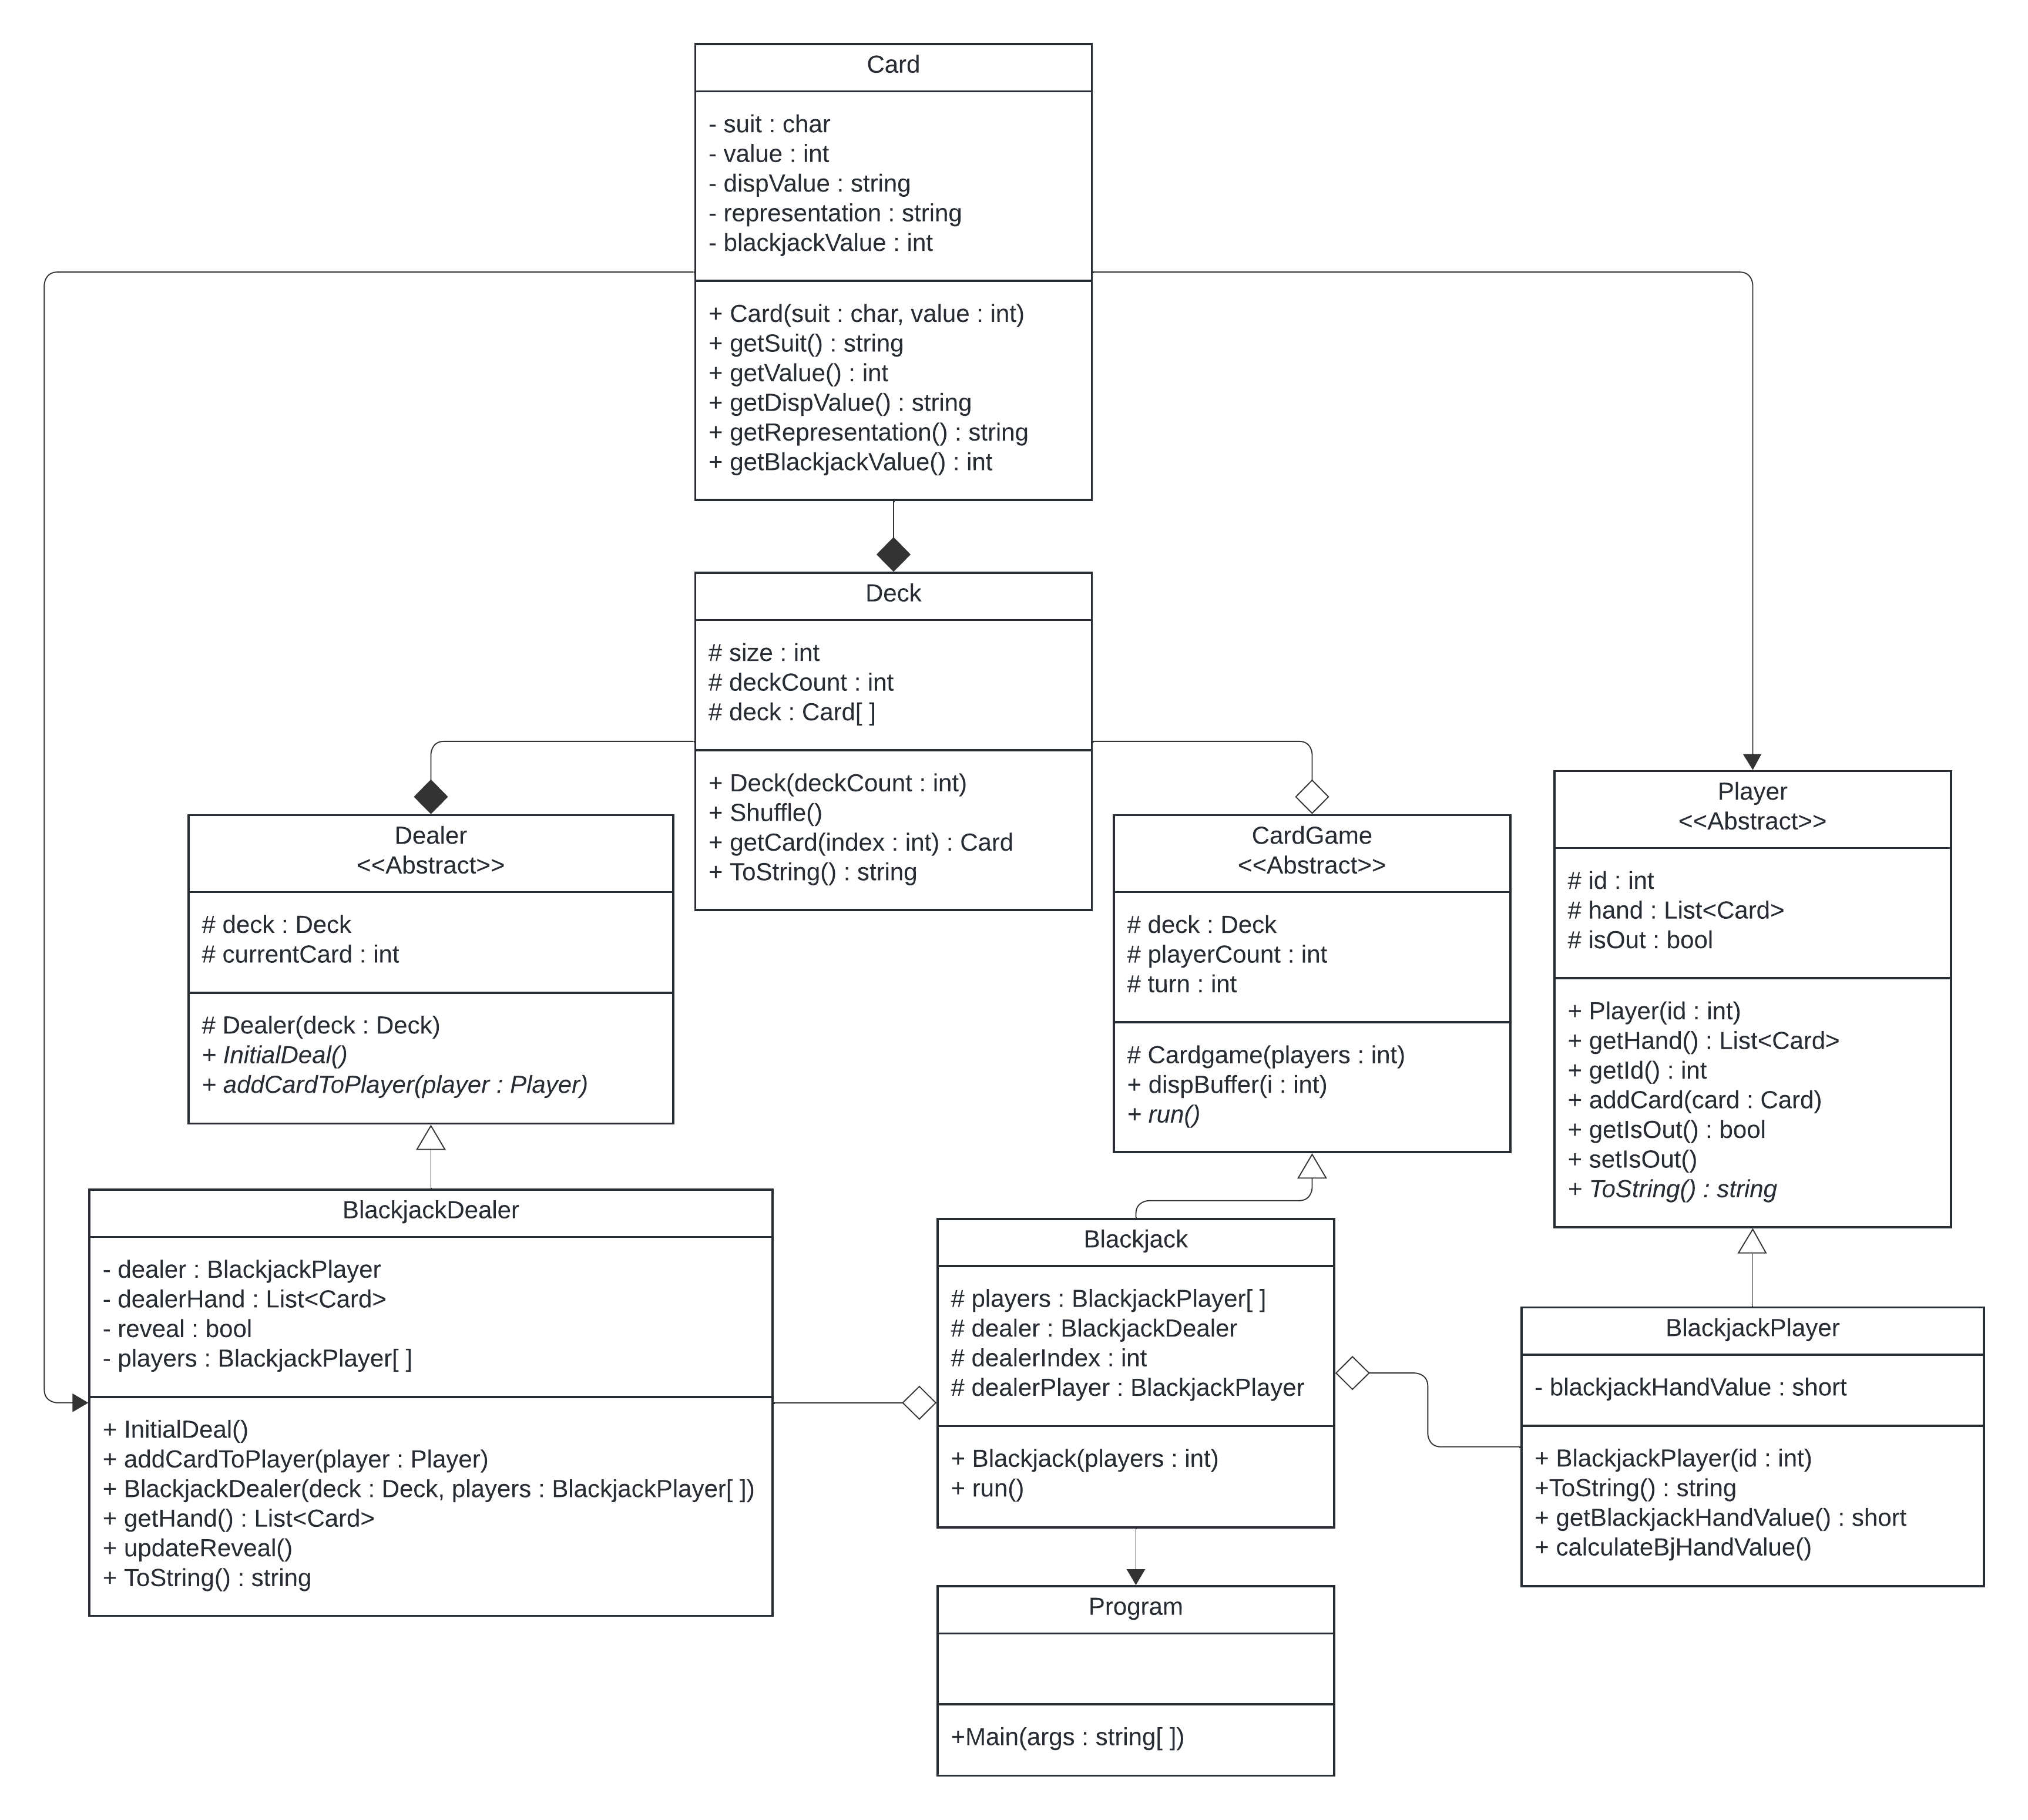 Card
- suit : char
- value : int
- dispValue : string
- representation : string
- blackjackValue : int
+ Card(suit : char, value : int)
+ getSuit() : string
+ getValue() : int
+ getDispValue() : string
+ getRepresentation() : string
+ getBlackjackValue() : int
Deck
# size : int
# deckCount : int
# deck : Card[ ]
+ Deck(deckCount : int)
+ Shuffle()
+ getCard(index : int) : Card
+ ToString() : string
Dealer
<<Abstract>>
# deck : Deck
# currentCard : int
# Dealer(deck : Deck)
+ InitialDeal()
+ addCardToPlayer(player : Player)
CardGame
<<Abstract>>
# deck : Deck
# playerCount : int
# turn : int
# Cardgame(players : int)
+ dispBuffer(i : int)
+ run()
Player
<<Abstract>>
# id : int
# hand : List<Card>
# isOut : bool
+ Player(id : int)
+ getHand() : List<Card>
+ getId() : int
+ addCard(card : Card)
+ getIsOut() : bool
+ setIsOut()
+ ToString() : string
BlackjackDealer
- dealer : BlackjackPlayer
- dealerHand : List<Card>
- reveal : bool
- players : BlackjackPlayer[ ]
+ InitialDeal()
+ addCardToPlayer(player : Player)
+ BlackjackDealer(deck : Deck, players : BlackjackPlayer[ ])
+ getHand() : List<Card>
+ updateReveal()
+ ToString() : string
Blackjack
# players : BlackjackPlayer[ ]
# dealer : BlackjackDealer
# dealerIndex : int
# dealerPlayer : BlackjackPlayer
+ Blackjack(players : int)
+ run()
BlackjackPlayer
- blackjackHandValue : short
+ BlackjackPlayer(id : int)
+ToString() : string
+ getBlackjackHandValue() : short
+ calculateBjHandValue()
Program
+Main(args : string[ ])